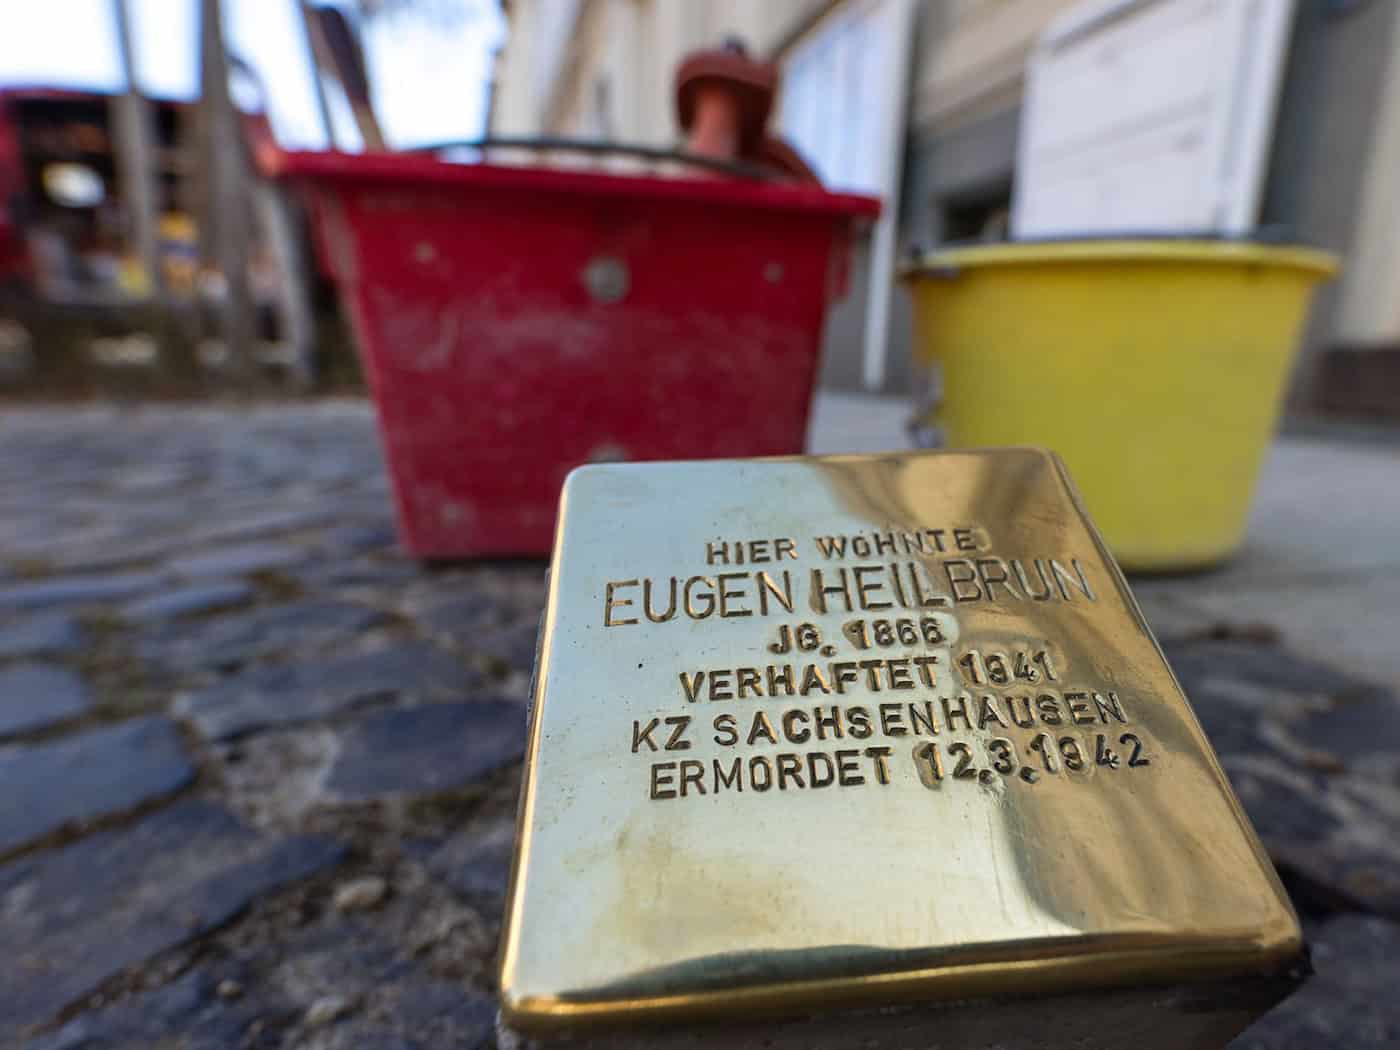 HIER WOHNTE
EUGEN HEILBRUN
JG. 1866
VERHAFTET 1941
KZ SACHSENHAUSEN
ERMORDET 12.3.1942